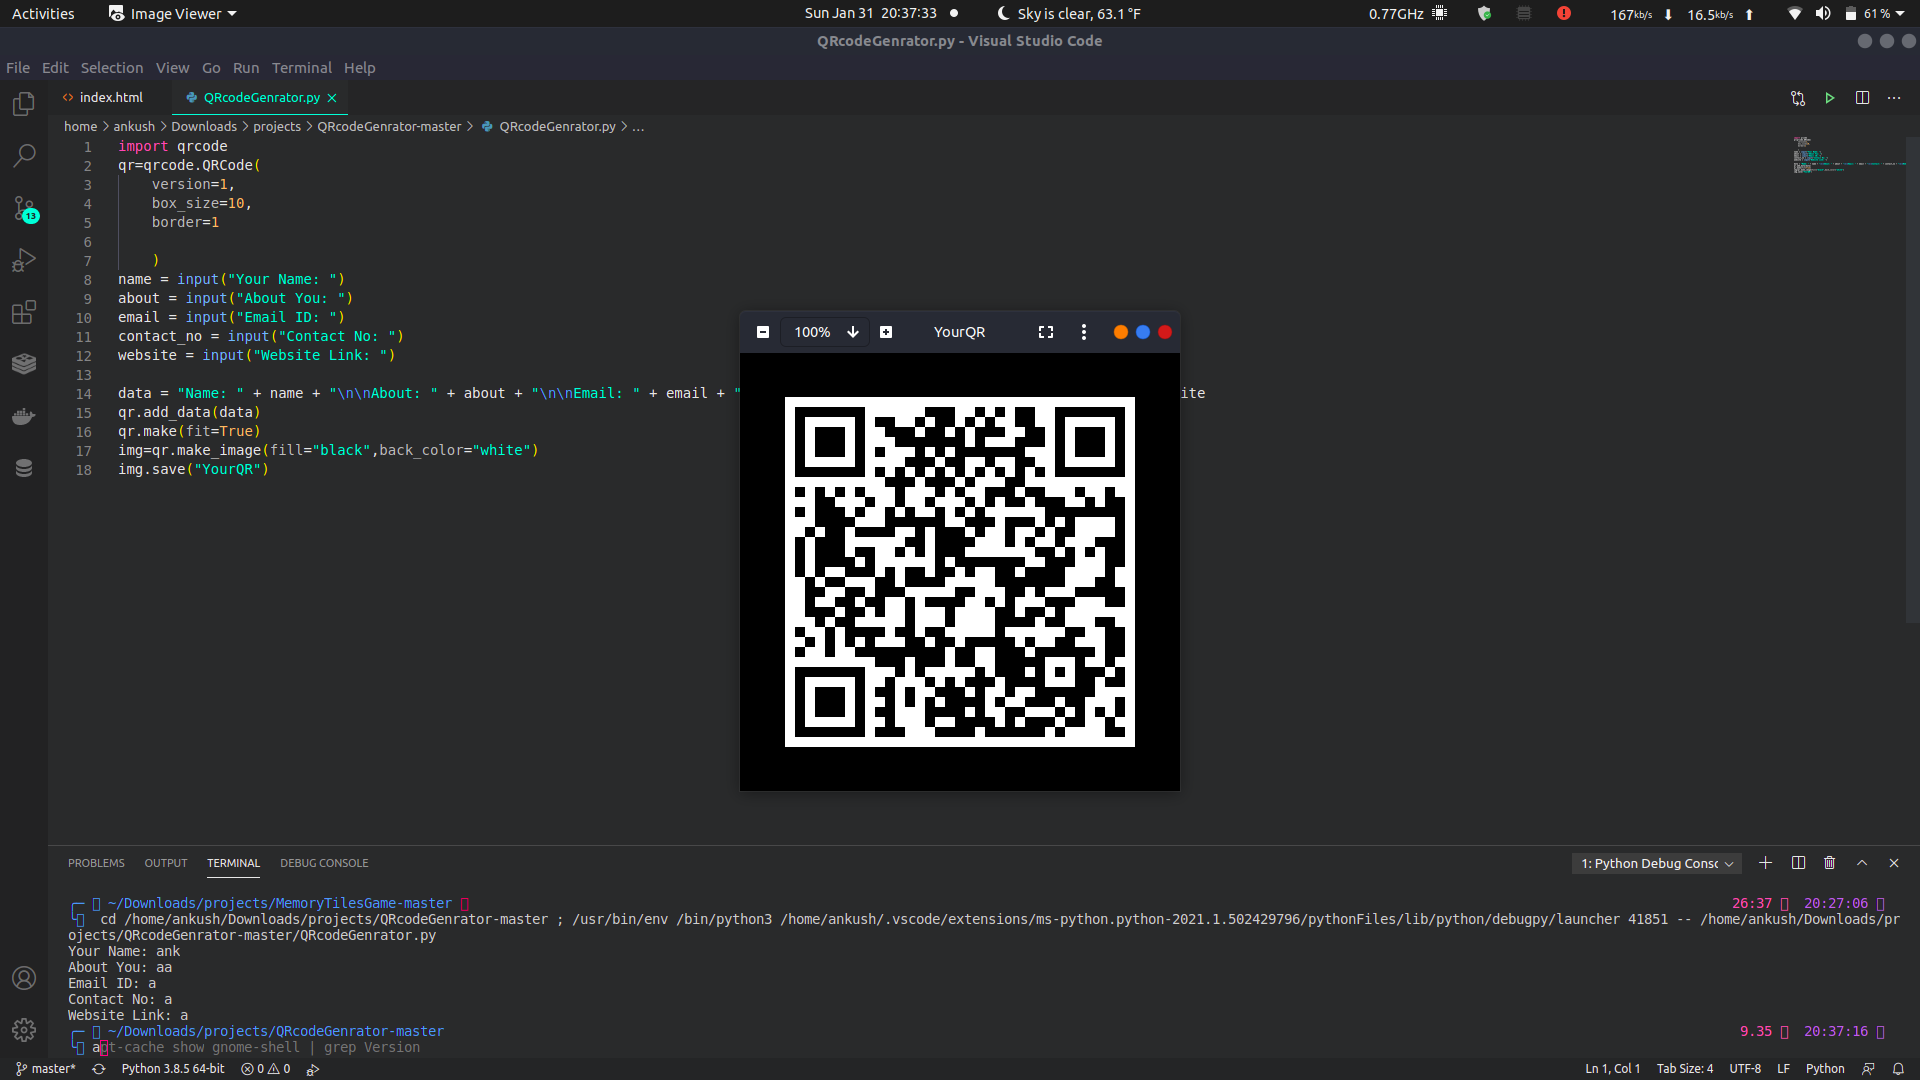 Activities Image Viewer Sun Jan 31 20:37:33 Sky is clear, 63.1 °F 0.77GHz 167kb/s 16.5kb/s 61 %
QRcodeGenrator.py - Visual Studio Code
File Edit Selection View Go Run Terminal Help
index.html QRcodeGenrator.py
home > ankush > Downloads > projects > QRcodeGenrator-master > QRcodeGenrator.py > ...
1 import qrcode
2 qr=qrcode.QRCode(
3 version=1,
4 box_size=10,
5 border=1
6
7 )
8 name = input("Your Name: ")
9 about = input("About You: ")
10 email = input("Email ID: ")
11 contact_no = input("Contact No: ")
12 website = input("Website Link: ")
13
14 data = "Name: " + name + "\n\nAbout: " + about + "\n\nEmail: " + email + " ite
15 qr.add_data(data)
16 qr.make(fit=True)
17 img=qr.make_image(fill="black",back_color="white")
18 img.save("YourQR")
13
100% YourQR
PROBLEMS OUTPUT TERMINAL DEBUG CONSOLE 1: Python Debug Consc
~/Downloads/projects/MemoryTilesGame-master 26:37 20:27:06
cd /home/ankush/Downloads/projects/QRcodeGenrator-master ; /usr/bin/env /bin/python3 /home/ankush/.vscode/extensions/ms-python.python-2021.1.502429796/pythonFiles/lib/python/debugpy/launcher 41851 -- /home/ankush/Downloads/pr
ojects/QRcodeGenrator-master/QRcodeGenrator.py
Your Name: ank
About You: aa
Email ID: a
Contact No: a
Website Link: a
~/Downloads/projects/QRcodeGenrator-master 9.35 20:37:16
apt-cache show gnome-shell | grep Version
master* Python 3.8.5 64-bit 0 0 Ln 1, Col 1 Tab Size: 4 UTF-8 LF Python